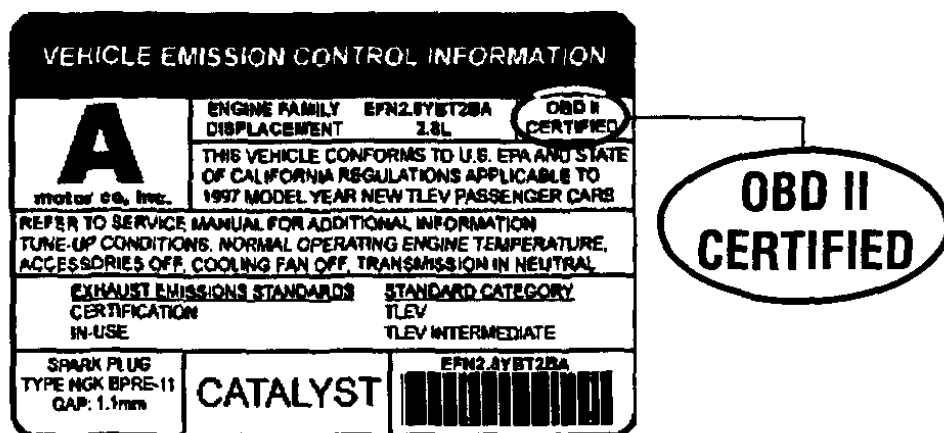 VEHICLE EMISSION CONTROL INFORMATION
A
motor co, inc.
ENGINE FAMILY EFN2.8YBT2BA
DISPLACEMENT 2.8L
OBD II
CERTIFIED
THIS VEHICLE CONFORMS TO U.S. EPA AND STATE
OF CALIFORNIA REGULATIONS APPLICABLE TO
1997 MODEL YEAR NEW TLEV PASSENGER CARS
REFER TO SERVICE MANUAL FOR ADDITIONAL INFORMATION
TUNE-UP CONDITIONS, NORMAL OPERATING ENGINE TEMPERATURE,
ACCESSORIES OFF, COOLING FAN OFF, TRANSMISSION IN NEUTRAL
EXHAUST EMISSIONS STANDARDS STANDARD CATEGORY
CERTIFICATION TLEV
IN-USE TLEV INTERMEDIATE
SPARK PLUG
TYPE NGK BPRE-11
GAP: 1.1mm
CATALYST
EFN2.8YBT2BA
OBD II
CERTIFIED